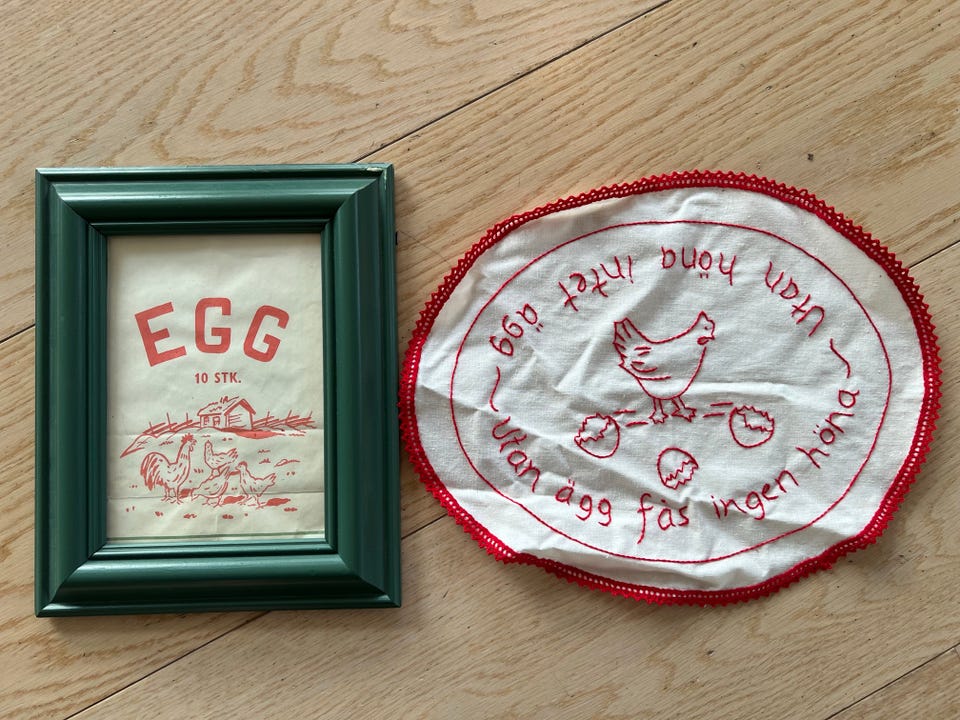 EGG
10 STK.
Utan höna intet ägg
~ Utan ägg fås ingen höna ~